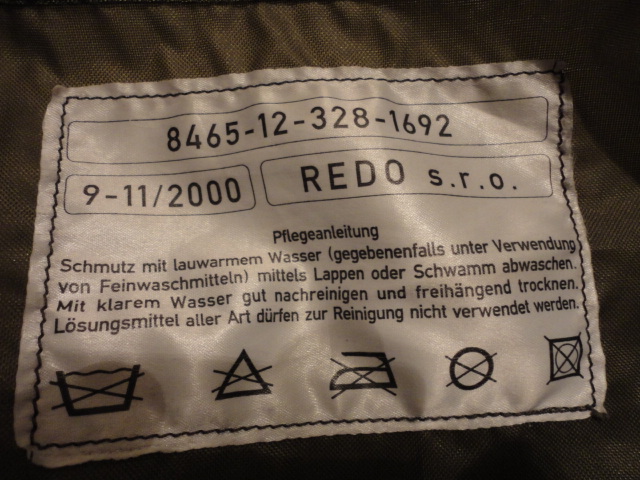 8465-12-328-1692
9-11/2000
REDO s.r.o.
Pflegeanleitung
Schmutz mit lauwarmem Wasser (gegebenenfalls unter Verwendung
von Feinwaschmitteln) mittels Lappen oder Schwamm abwaschen.
Mit klarem Wasser gut nachreinigen und freihängend trocknen.
Lösungsmittel aller Art dürfen zur Reinigung nicht verwendet werden.